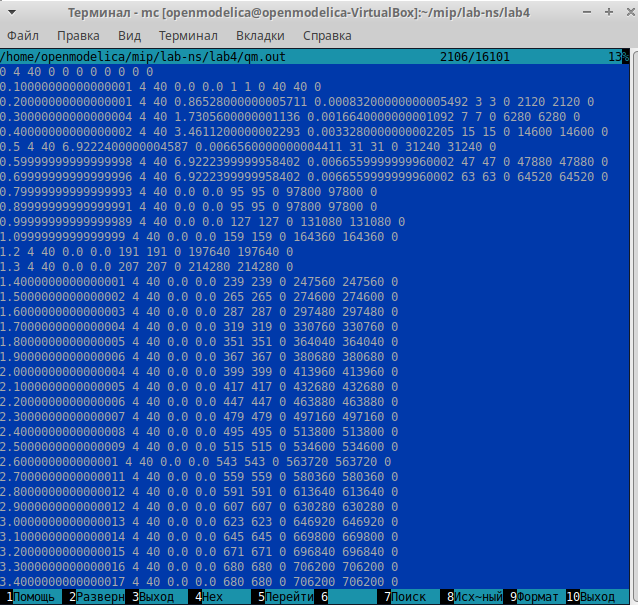 Терминал - mc [openmodelica@openmodelica-VirtualBox]:~/mip/lab-ns/lab4
Файл Правка Вид Терминал Вкладки Справка
/home/openmodelica/mip/lab-ns/lab4/qm.out 2106/16101 13%
0 4 40 0 0 0 0 0 0 0 0
0.10000000000000001 4 40 0.0 0.0 1 1 0 40 40 0
0.20000000000000001 4 40 0.86528000000005711 0.00083200000000005492 3 3 0 2120 2120 0
0.30000000000000004 4 40 1.7305600000001136 0.0016640000000001092 7 7 0 6280 6280 0
0.40000000000000002 4 40 3.4611200000002293 0.0033280000000002205 15 15 0 14600 14600 0
0.5 4 40 6.9222400000004587 0.0066560000000004411 31 31 0 31240 31240 0
0.59999999999999998 4 40 6.9222399999958402 0.0066559999999960002 47 47 0 47880 47880 0
0.69999999999999996 4 40 6.9222399999958402 0.0066559999999960002 63 63 0 64520 64520 0
0.79999999999999993 4 40 0.0 0.0 95 95 0 97800 97800 0
0.89999999999999991 4 40 0.0 0.0 95 95 0 97800 97800 0
0.99999999999999989 4 40 0.0 0.0 127 127 0 131080 131080 0
1.0999999999999999 4 40 0.0 0.0 159 159 0 164360 164360 0
1.2 4 40 0.0 0.0 191 191 0 197640 197640 0
1.3 4 40 0.0 0.0 207 207 0 214280 214280 0
1.4000000000000001 4 40 0.0 0.0 239 239 0 247560 247560 0
1.5000000000000002 4 40 0.0 0.0 265 265 0 274600 274600 0
1.6000000000000003 4 40 0.0 0.0 287 287 0 297480 297480 0
1.7000000000000004 4 40 0.0 0.0 319 319 0 330760 330760 0
1.8000000000000005 4 40 0.0 0.0 351 351 0 364040 364040 0
1.9000000000000006 4 40 0.0 0.0 367 367 0 380680 380680 0
2.0000000000000004 4 40 0.0 0.0 399 399 0 413960 413960 0
2.1000000000000005 4 40 0.0 0.0 417 417 0 432680 432680 0
2.2000000000000006 4 40 0.0 0.0 447 447 0 463880 463880 0
2.3000000000000007 4 40 0.0 0.0 479 479 0 497160 497160 0
2.4000000000000008 4 40 0.0 0.0 495 495 0 513800 513800 0
2.5000000000000009 4 40 0.0 0.0 515 515 0 534600 534600 0
2.600000000000001 4 40 0.0 0.0 543 543 0 563720 563720 0
2.7000000000000011 4 40 0.0 0.0 559 559 0 580360 580360 0
2.8000000000000012 4 40 0.0 0.0 591 591 0 613640 613640 0
2.9000000000000012 4 40 0.0 0.0 607 607 0 630280 630280 0
3.0000000000000013 4 40 0.0 0.0 623 623 0 646920 646920 0
3.1000000000000014 4 40 0.0 0.0 645 645 0 669800 669800 0
3.2000000000000015 4 40 0.0 0.0 671 671 0 696840 696840 0
3.3000000000000016 4 40 0.0 0.0 680 680 0 706200 706200 0
3.4000000000000017 4 40 0.0 0.0 680 680 0 706200 706200 0
1Помощь 2Разверн 3Выход 4Hex 5Перейти 6 7Поиск 8Исх~ный 9Формат 10Выход